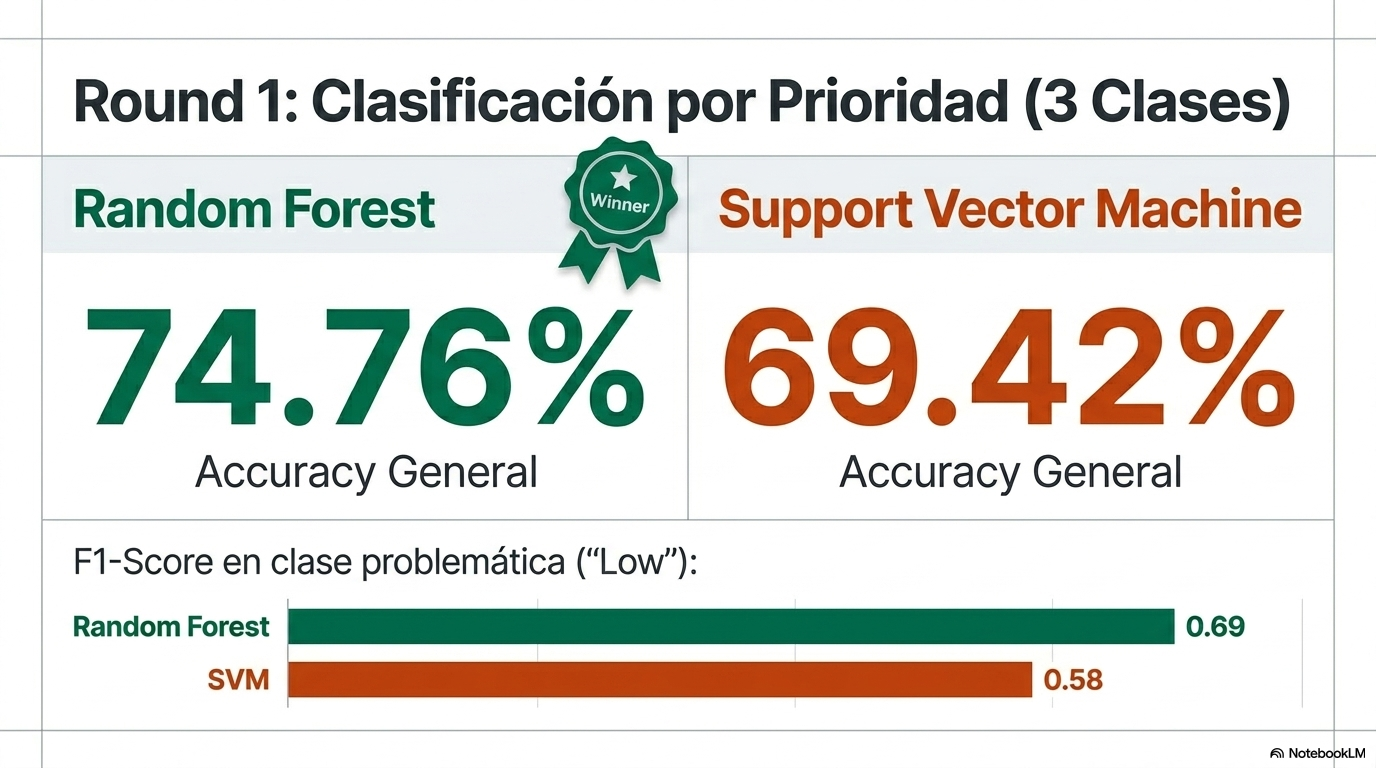 Round 1: Clasificación por Prioridad (3 Clases)
Random Forest
Winner
Support Vector Machine
74.76%
Accuracy General
69.42%
Accuracy General
F1-Score en clase problemática (“Low”):
Random Forest
0.69
SVM
0.58
NotebookLM